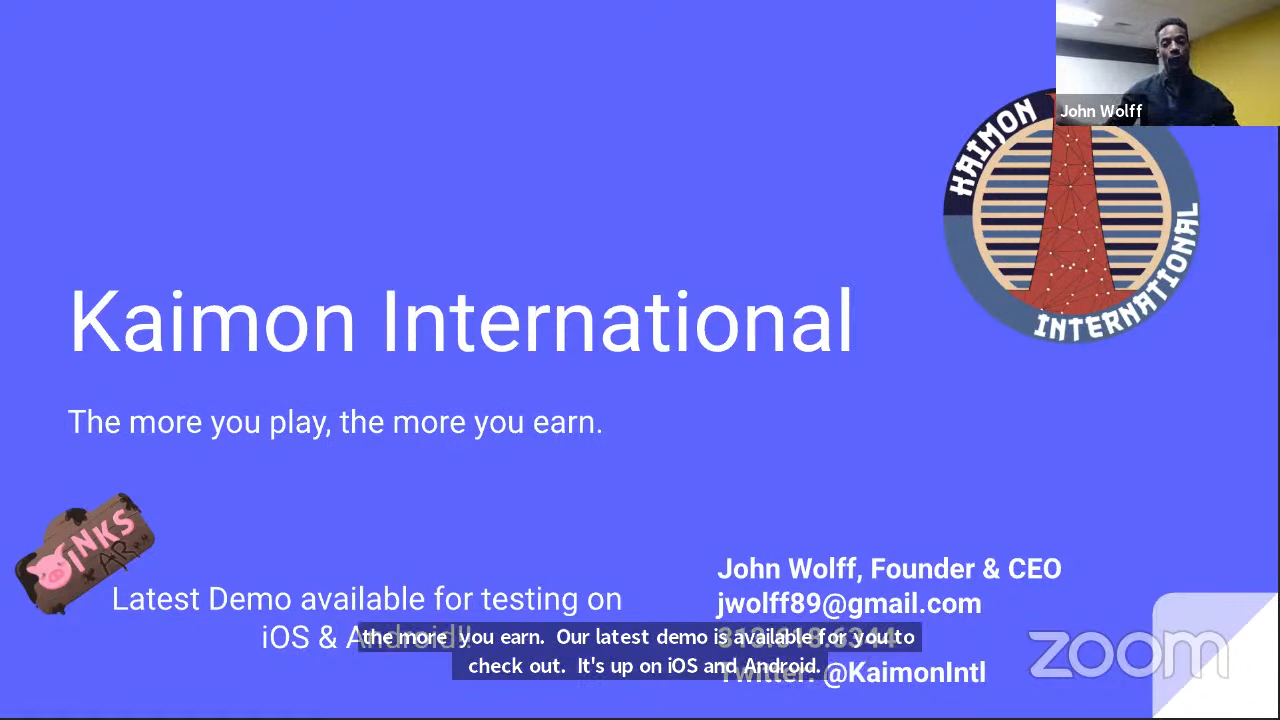 John Wolff
KAIMON
INTERNATIONAL
Kaimon International
The more you play, the more you earn.
OINKS
AR
Latest Demo available for testing on
iOS & Android!!
John Wolff, Founder & CEO
jwolff89@gmail.com
Twitter: @KaimonIntl
the more you earn. Our latest demo is available for you to
check out. It's up on iOS and Android.
zoom